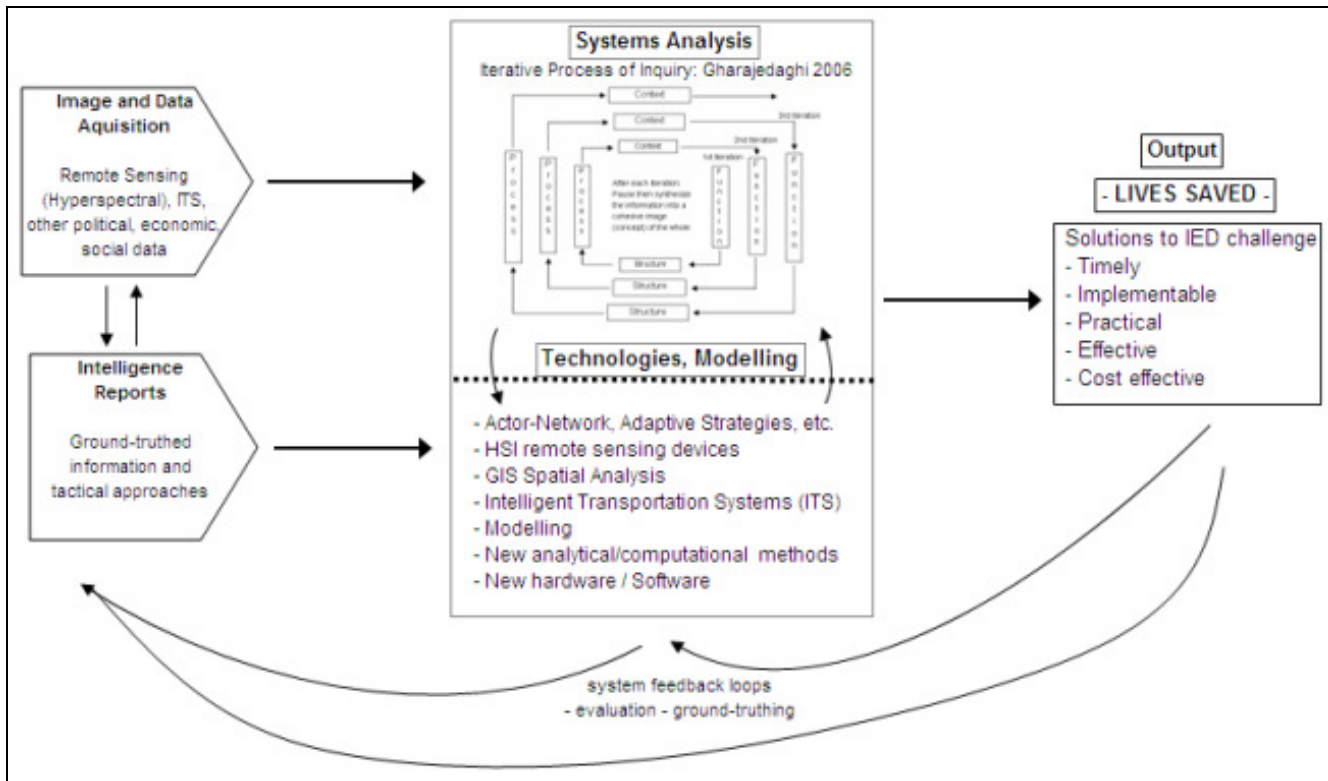 Image and Data
Aquisition
Remote Sensing
(Hyperspectral), ITS,
other political, economic,
social data
Intelligence
Reports
Ground-truthed
information and
tactical approaches
Systems Analysis
Iterative Process of Inquiry: Gharajedaghi 2006
Context
3rd Iteration
Context
2nd Iteration
Context
1st Iteration
Process
Process
Process
After each iteration
Pause then synthesize
the information into a
cohesive image
(concept) of the whole
Function
Function
Function
Structure
Structure
Structure
Technologies, Modelling
- Actor-Network, Adaptive Strategies, etc.
- HSI remote sensing devices
- GIS Spatial Analysis
- Intelligent Transportation Systems (ITS)
- Modelling
- New analytical/computational methods
- New hardware / Software
Output
- LIVES SAVED -
Solutions to IED challenge
- Timely
- Implementable
- Practical
- Effective
- Cost effective
system feedback loops
- evaluation - ground-truthing